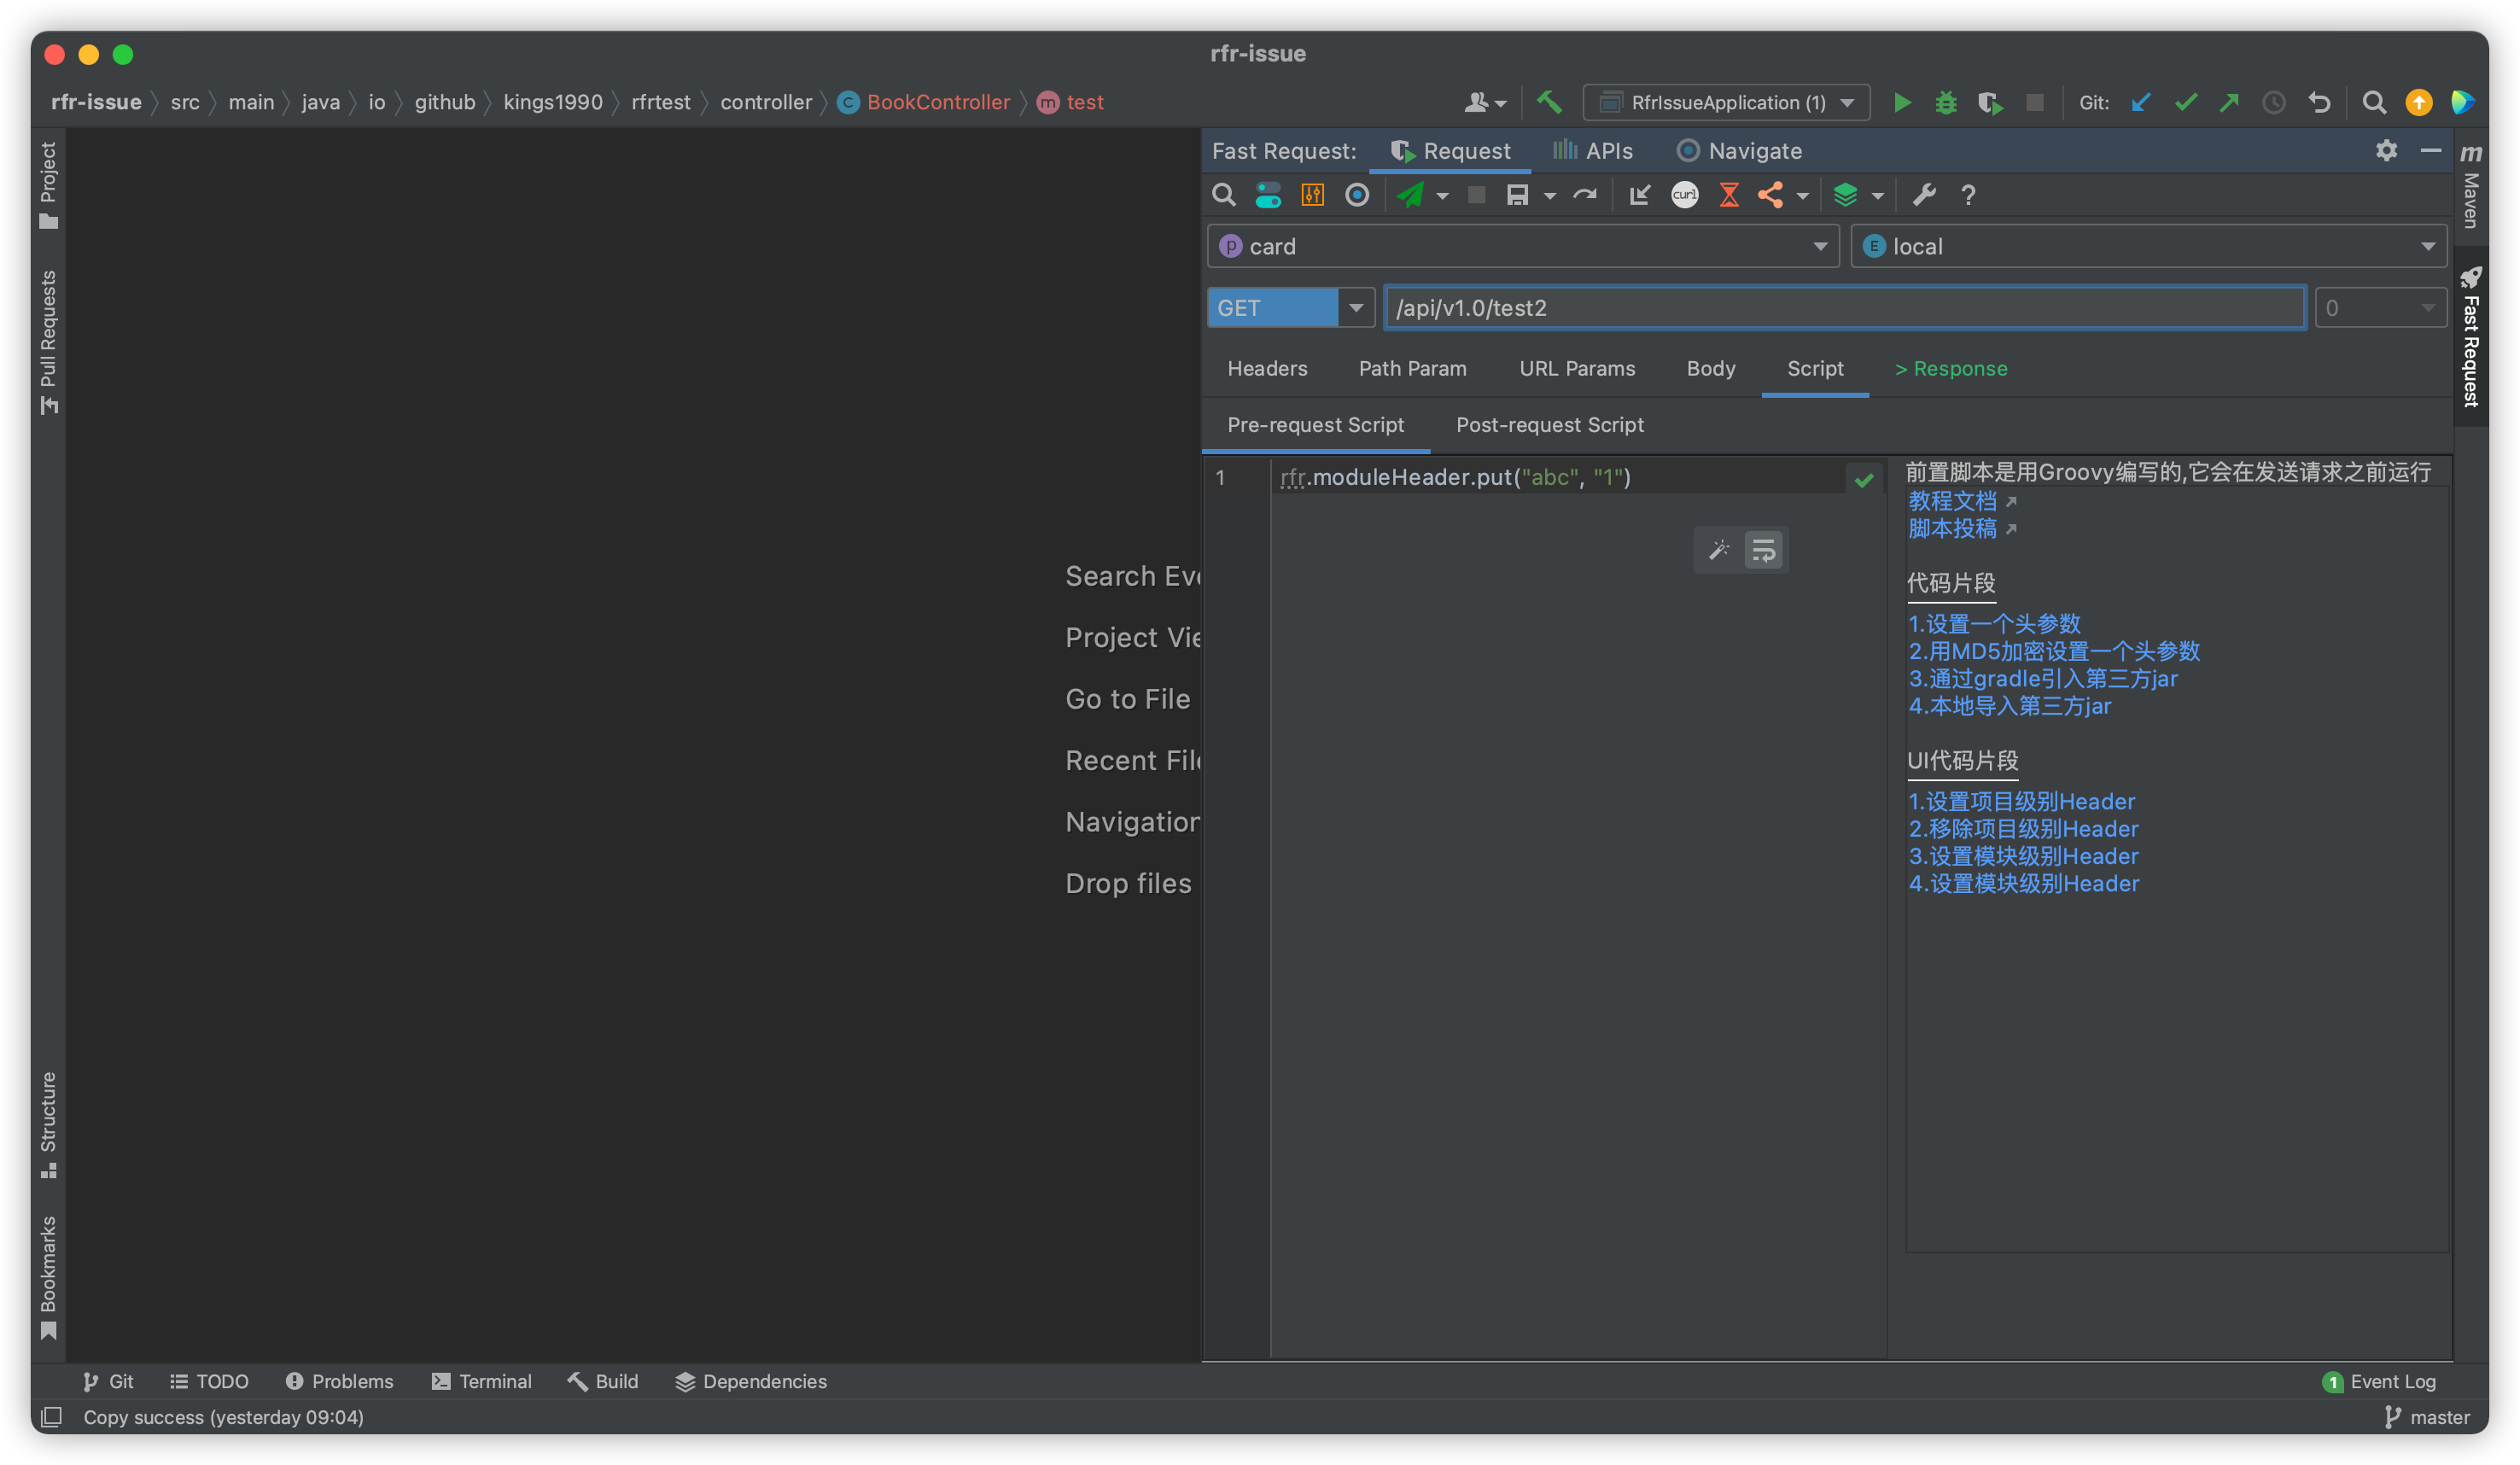 rfr-issue
rfr-issue src main java io github kings1990 rfrtest controller C BookController m test
RfrIssueApplication (1) Git:
Project
Pull Requests
Structure
Bookmarks
Search Eve
Project Vie
Go to File
Recent File
Navigation
Drop files
Fast Request: Request APIs Navigate
curl ?
p card E local
GET /api/v1.0/test2 0
Headers Path Param URL Params Body Script > Response
Pre-request Script Post-request Script
1 rfr.moduleHeader.put("abc", "1")
前置脚本是用Groovy编写的,它会在发送请求之前运行
教程文档
脚本投稿
代码片段
1.设置一个头参数
2.用MD5加密设置一个头参数
3.通过gradle引入第三方jar
4.本地导入第三方jar
UI代码片段
1.设置项目级别Header
2.移除项目级别Header
3.设置模块级别Header
4.设置模块级别Header
m Maven
Fast Request
Git TODO Problems Terminal Build Dependencies 1 Event Log
Copy success (yesterday 09:04) master